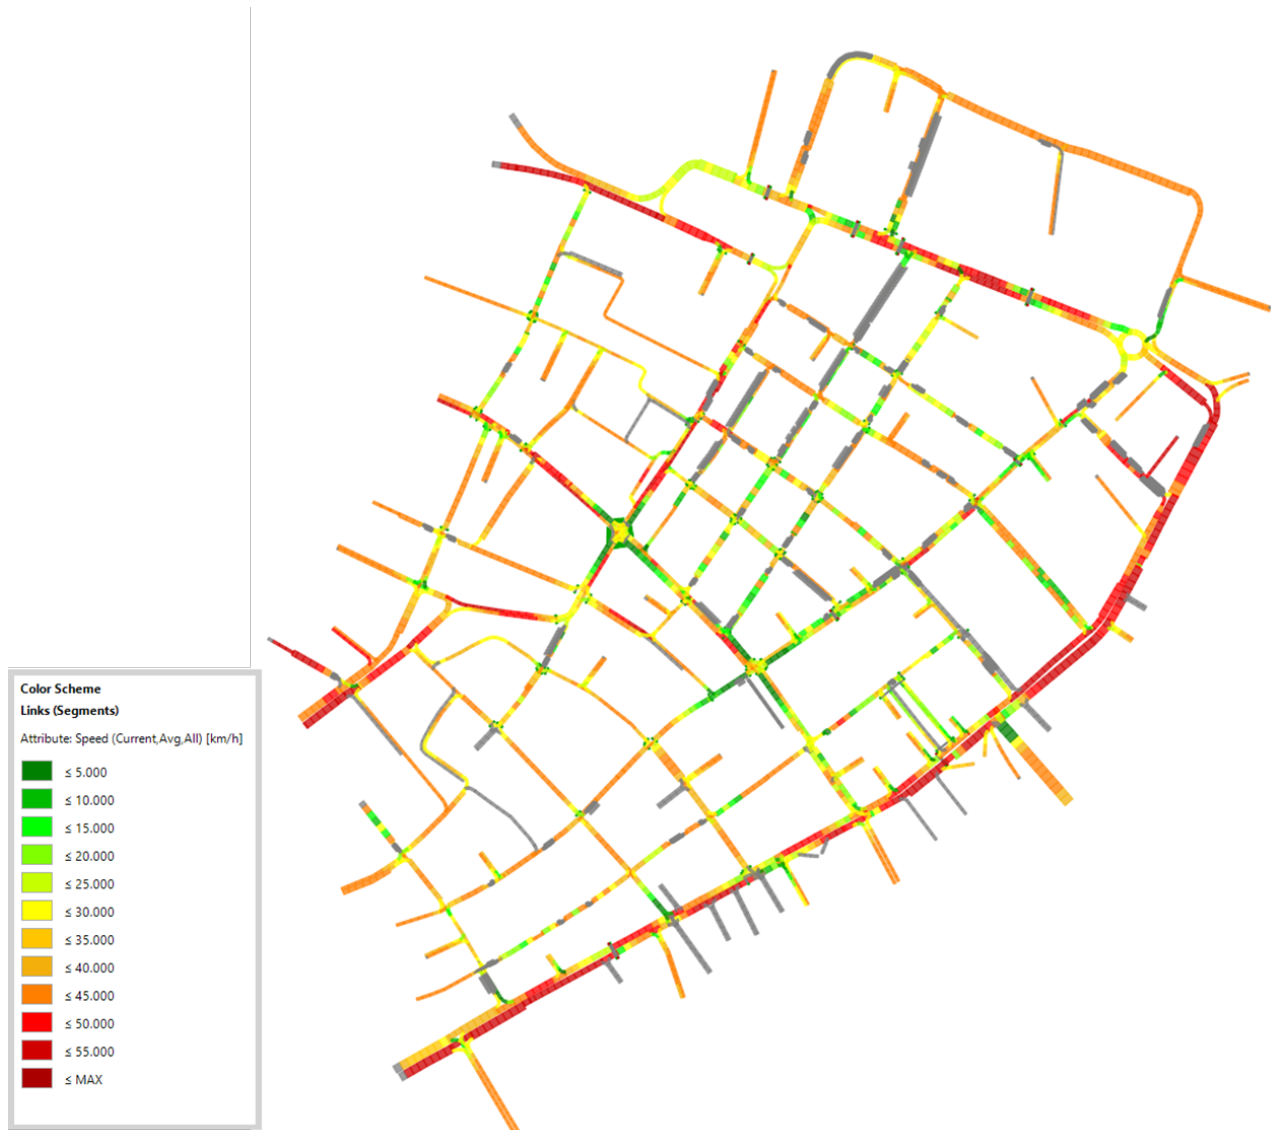 Color Scheme
Links (Segments)
Attribute: Speed (Current,Avg,All) [km/h]
≤ 5.000
≤ 10.000
≤ 15.000
≤ 20.000
≤ 25.000
≤ 30.000
≤ 35.000
≤ 40.000
≤ 45.000
≤ 50.000
≤ 55.000
≤ MAX